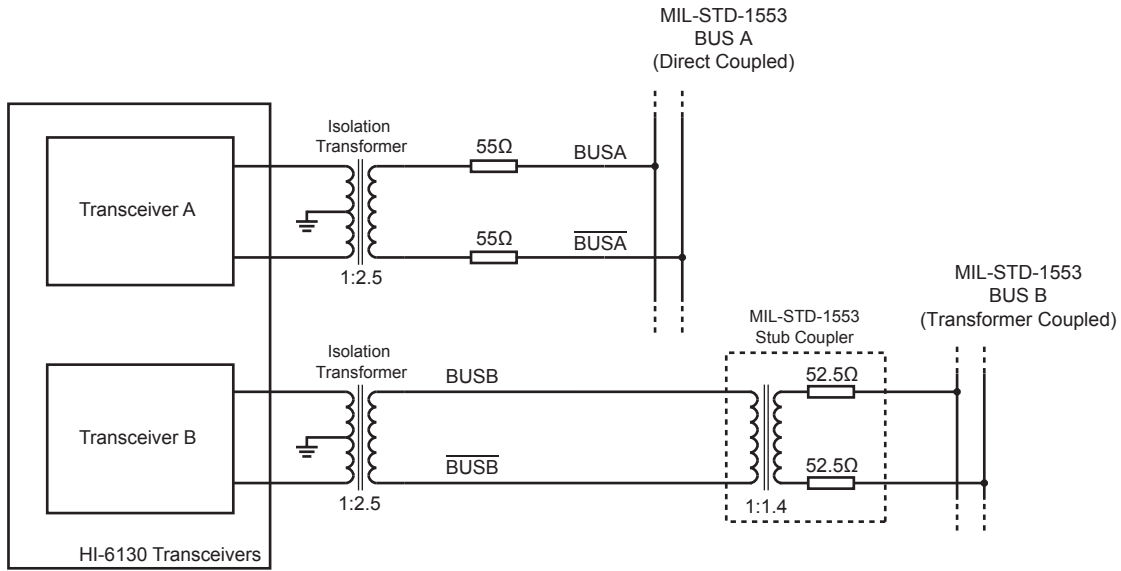 MIL-STD-1553
BUS A
(Direct Coupled)
Isolation
Transformer
55Ω
BUSA
Transceiver A
55Ω
B̅U̅S̅A̅
1:2.5
MIL-STD-1553
BUS B
(Transformer Coupled)
MIL-STD-1553
Stub Coupler
Isolation
Transformer
BUSB
52.5Ω
Transceiver B
B̅U̅S̅B̅
52.5Ω
1:2.5
1:1.4
HI-6130 Transceivers